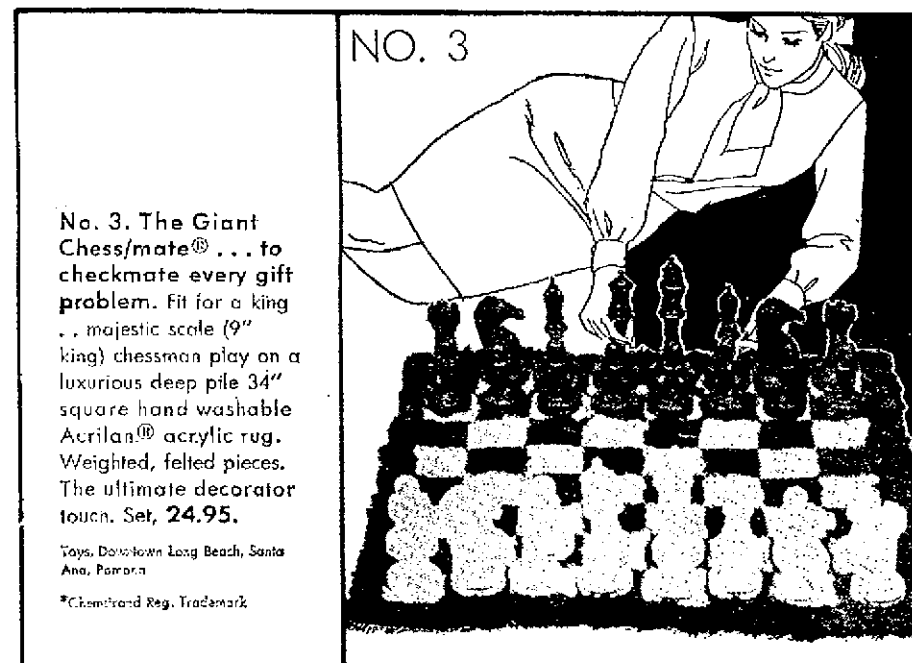 NO. 3
No. 3. The Giant
Chess/mate® . . . to
checkmate every gift
problem. Fit for a king
. . majestic scale (9"
king) chessman play on a
luxurious deep pile 34"
square hand washable
Acrilan® acrylic rug.
Weighted, felted pieces.
The ultimate decorator
touch. Set, 24.95.
Toys, Downtown Long Beach, Santa
Ana, Pomona
*Chemstrand Reg. Trademark